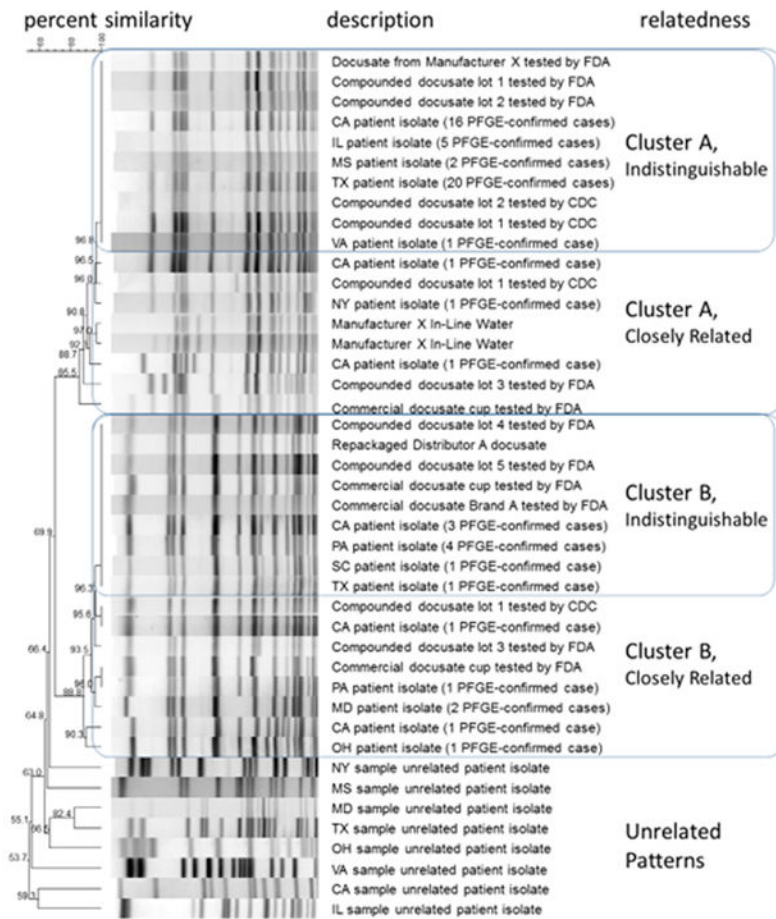 percent similarity description relatedness
60 80 100
Docusate from Manufacturer X tested by FDA
Compounded docusate lot 1 tested by FDA
Compounded docusate lot 2 tested by FDA
CA patient isolate (16 PFGE-confirmed cases)
IL patient isolate (5 PFGE-confirmed cases)
MS patient isolate (2 PFGE-confirmed cases)
TX patient isolate (20 PFGE-confirmed cases)
Compounded docusate lot 2 tested by CDC
Compounded docusate lot 1 tested by CDC
VA patient isolate (1 PFGE-confirmed case)
Cluster A,
Indistinguishable
CA patient isolate (1 PFGE-confirmed case)
Compounded docusate lot 1 tested by CDC
NY patient isolate (1 PFGE-confirmed case)
Manufacturer X In-Line Water
Manufacturer X In-Line Water
CA patient isolate (1 PFGE-confirmed case)
Compounded docusate lot 3 tested by FDA
Commercial docusate cup tested by FDA
Cluster A,
Closely Related
Compounded docusate lot 4 tested by FDA
Repackaged Distributor A docusate
Compounded docusate lot 5 tested by FDA
Commercial docusate cup tested by FDA
Commercial docusate Brand A tested by FDA
CA patient isolate (3 PFGE-confirmed cases)
PA patient isolate (4 PFGE-confirmed cases)
SC patient isolate (1 PFGE-confirmed case)
TX patient isolate (1 PFGE-confirmed case)
Cluster B,
Indistinguishable
Compounded docusate lot 1 tested by CDC
CA patient isolate (1 PFGE-confirmed case)
Compounded docusate lot 3 tested by FDA
Commercial docusate cup tested by FDA
PA patient isolate (1 PFGE-confirmed case)
MD patient isolate (2 PFGE-confirmed cases)
CA patient isolate (1 PFGE-confirmed case)
OH patient isolate (1 PFGE-confirmed case)
Cluster B,
Closely Related
NY sample unrelated patient isolate
MS sample unrelated patient isolate
MD sample unrelated patient isolate
TX sample unrelated patient isolate
OH sample unrelated patient isolate
VA sample unrelated patient isolate
CA sample unrelated patient isolate
IL sample unrelated patient isolate
Unrelated
Patterns
96.8
96.5
90.8
88.7
85.5
69.9
95.6
93.5
66.4
90.3
64.8
63.0
55.1
53.7